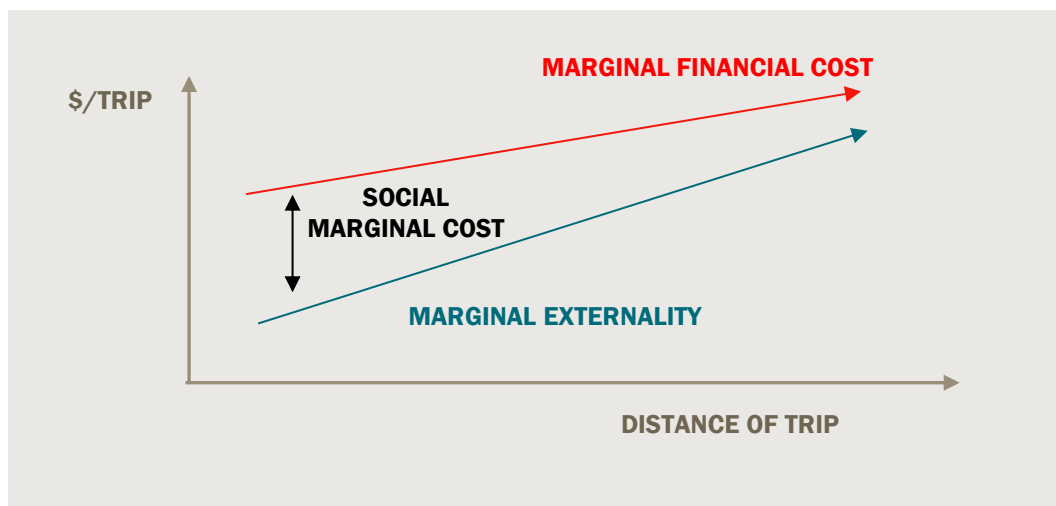 MARGINAL FINANCIAL COST
$/TRIP
SOCIAL
MARGINAL COST
MARGINAL EXTERNALITY
DISTANCE OF TRIP